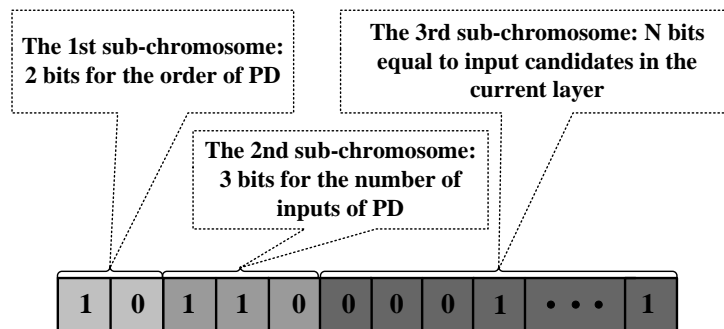 The 1st sub-chromosome:
2 bits for the order of PD
The 3rd sub-chromosome: N bits
equal to input candidates in the
current layer
The 2nd sub-chromosome:
3 bits for the number of
inputs of PD
1 0 1 1 0 0 0 0 1 • • • 1